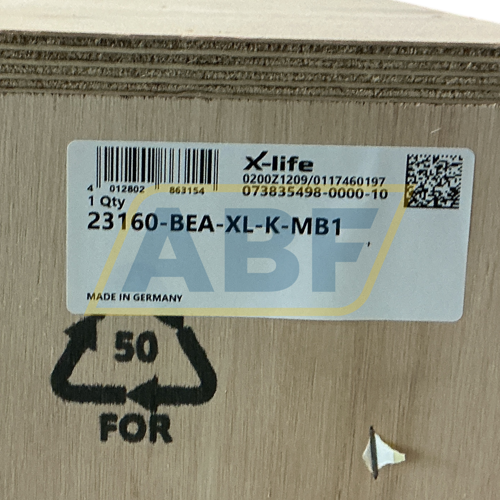 X-life
0200Z1209/0117460197
073835498-0000-10
4 012802 863154
1 Qty
23160-BEA-XL-K-MB1
ABF
MADE IN GERMANY
50
FOR